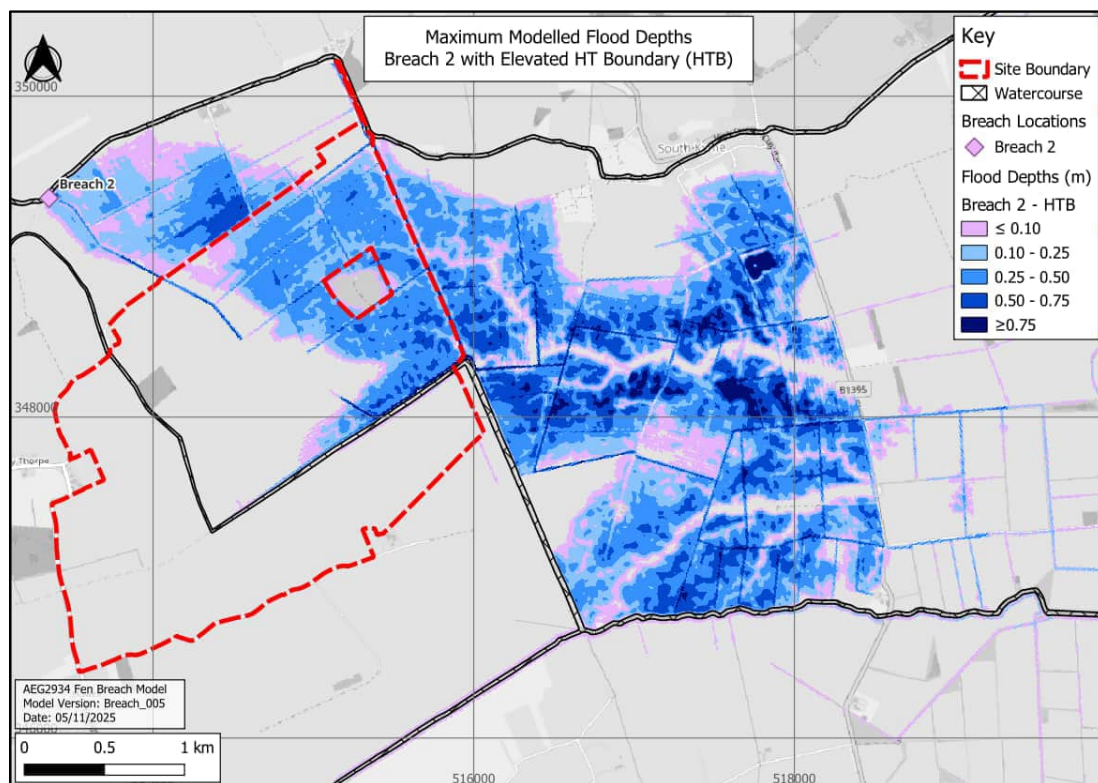 Maximum Modelled Flood Depths
Breach 2 with Elevated HT Boundary (HTB)
Key
Site Boundary
Watercourse
Breach Locations
Breach 2
Flood Depths (m)
Breach 2 - HTB
≤ 0.10
0.10 - 0.25
0.25 - 0.50
0.50 - 0.75
≥0.75
350000
South
Breach 2
B1395
348000
Thorpe
AEG2934 Fen Breach Model
Model Version: Breach_005
Date: 05/11/2025
0 0.5 1 km
516000
518000